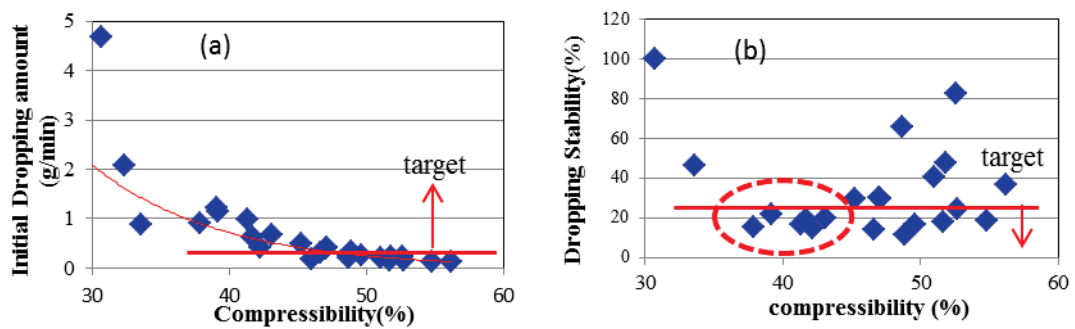 (a)
Initial Dropping amount
(g/min)
5
4
3
2
1
0
target
30
40
50
60
Compressibility(%)
(b)
Dropping Stability(%)
120
100
80
60
40
20
0
target
30
40
50
60
compressibility (%)